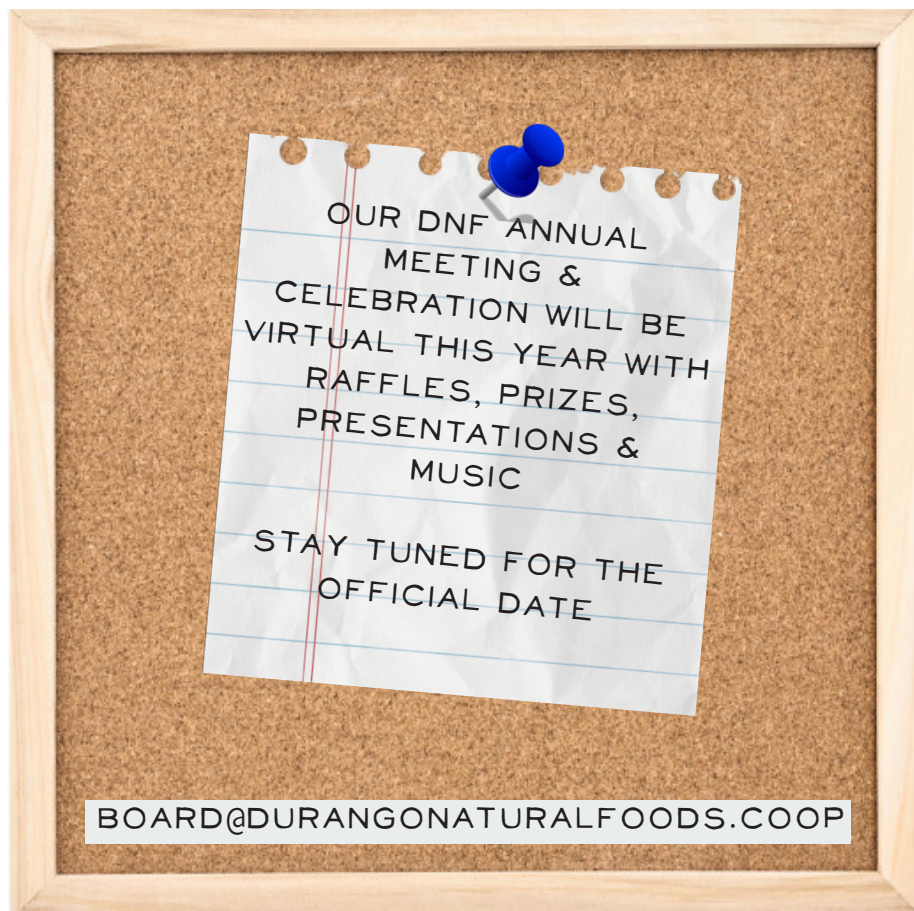 OUR DNF ANNUAL
MEETING &
CELEBRATION WILL BE
VIRTUAL THIS YEAR WITH
RAFFLES, PRIZES,
PRESENTATIONS &
MUSIC
STAY TUNED FOR THE
OFFICIAL DATE
BOARD@DURANGONATURALFOODS.COOP